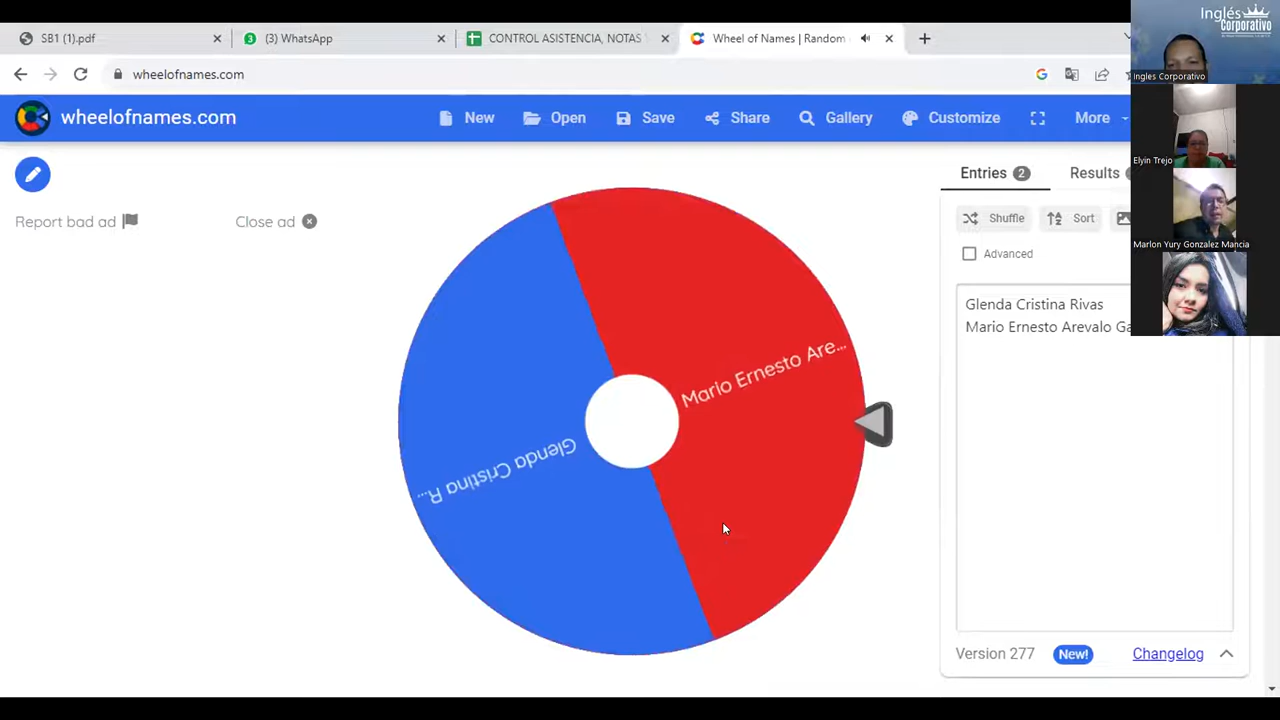 SB1 (1).pdf
(3) WhatsApp
CONTROL ASISTENCIA, NOTAS
Wheel of Names | Random
wheelofnames.com
wheelofnames.com
New
Open
Save
Share
Gallery
Customize
More
Report bad ad
Close ad
Mario Ernesto Are...
Glenda Cristina R...
Entries 2
Results
Shuffle
Sort
Advanced
Glenda Cristina Rivas
Mario Ernesto Arevalo Ga
Version 277
New!
Changelog
Inglés
Corporativo
Ingles Corporativo
Elyin Trejo
Marlon Yury Gonzalez Mancia